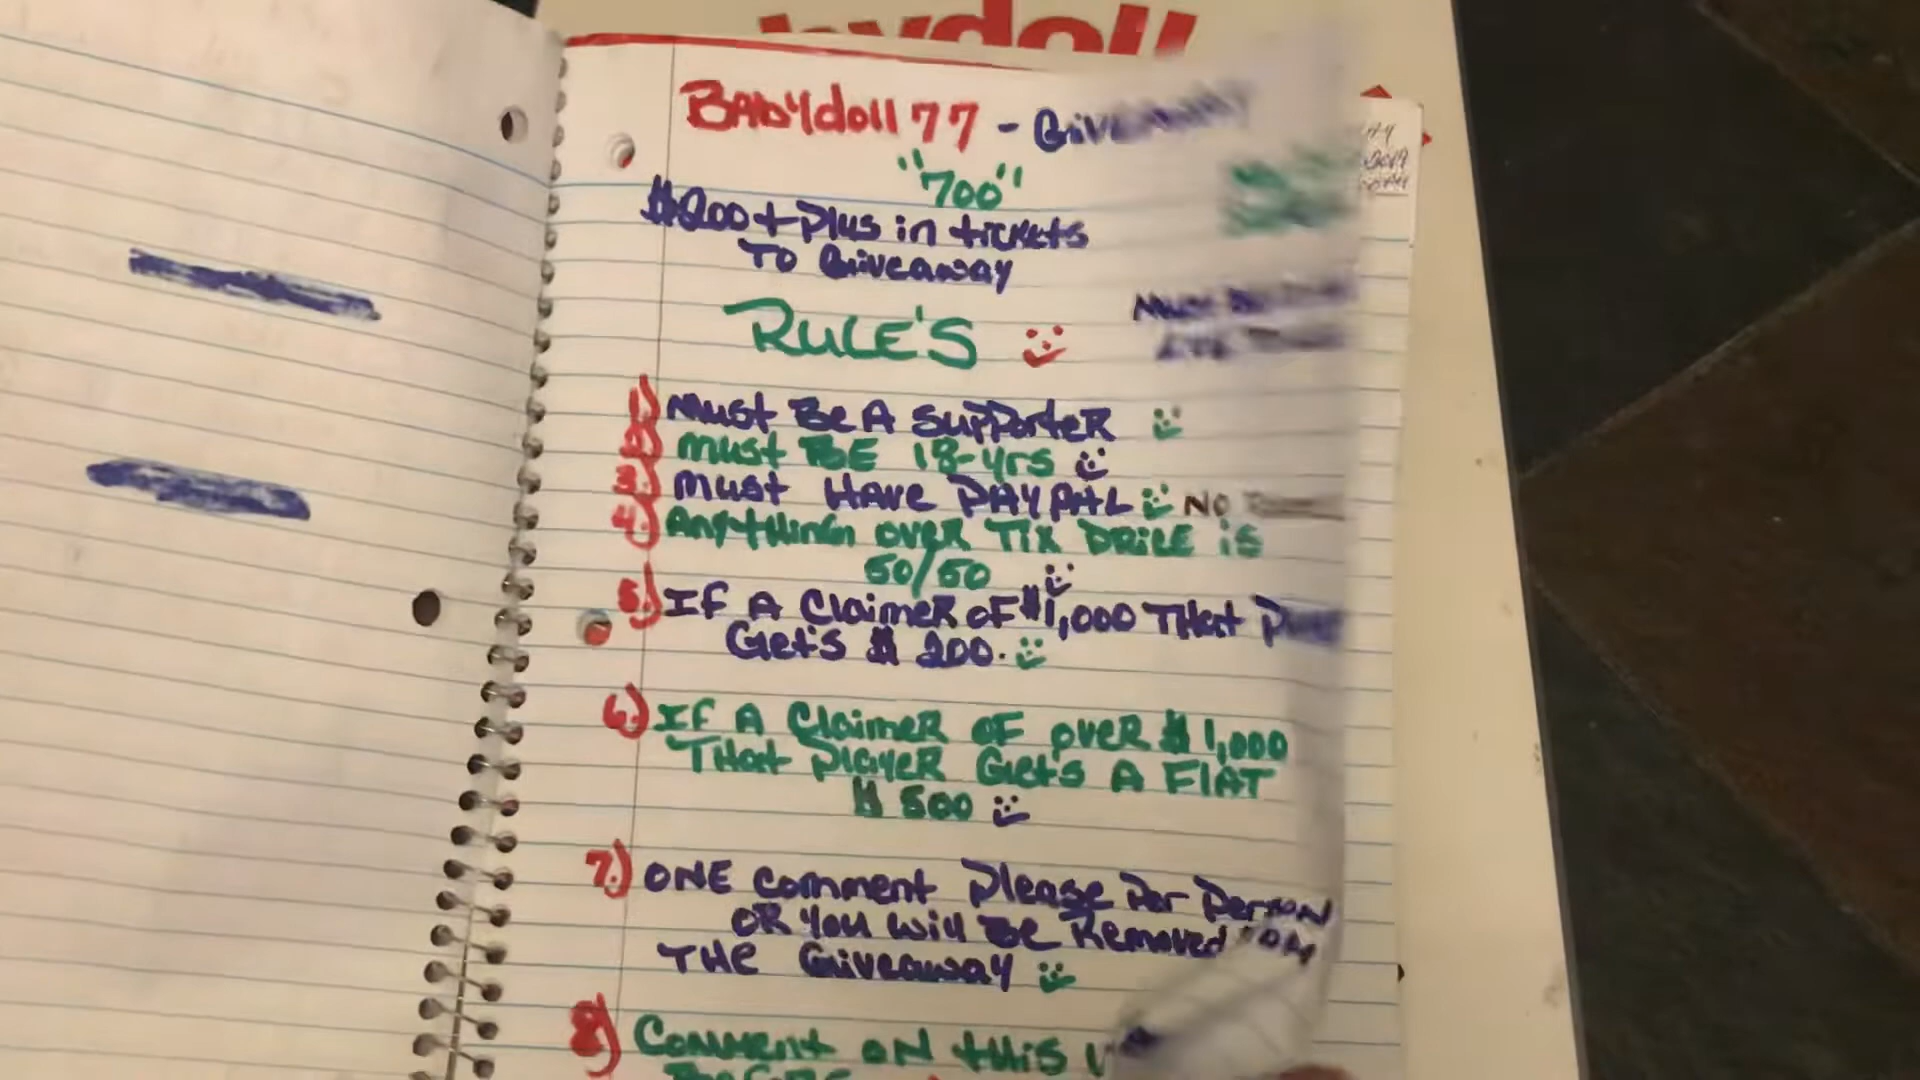 BABYdoll 77 - GIVEAWAY
"700"
$200 + Plus in tickets
To Giveaway
RULE'S
1.) Must Be A Supporter
2.) Must BE 18-yrs
3.) Must HAVE PAYPAL NO
4.) Anything over TIX PRICE is
50/50
5.) IF A Claimer of $1,000 THat
Get's $ 200.
6.) IF A Claimer OF over $1,000
THat Player Get's A FlAT
$ 500
7.) ONE comment Please Per Person
OR You will Be Removed
THE Giveaway
8.) Comment ON this